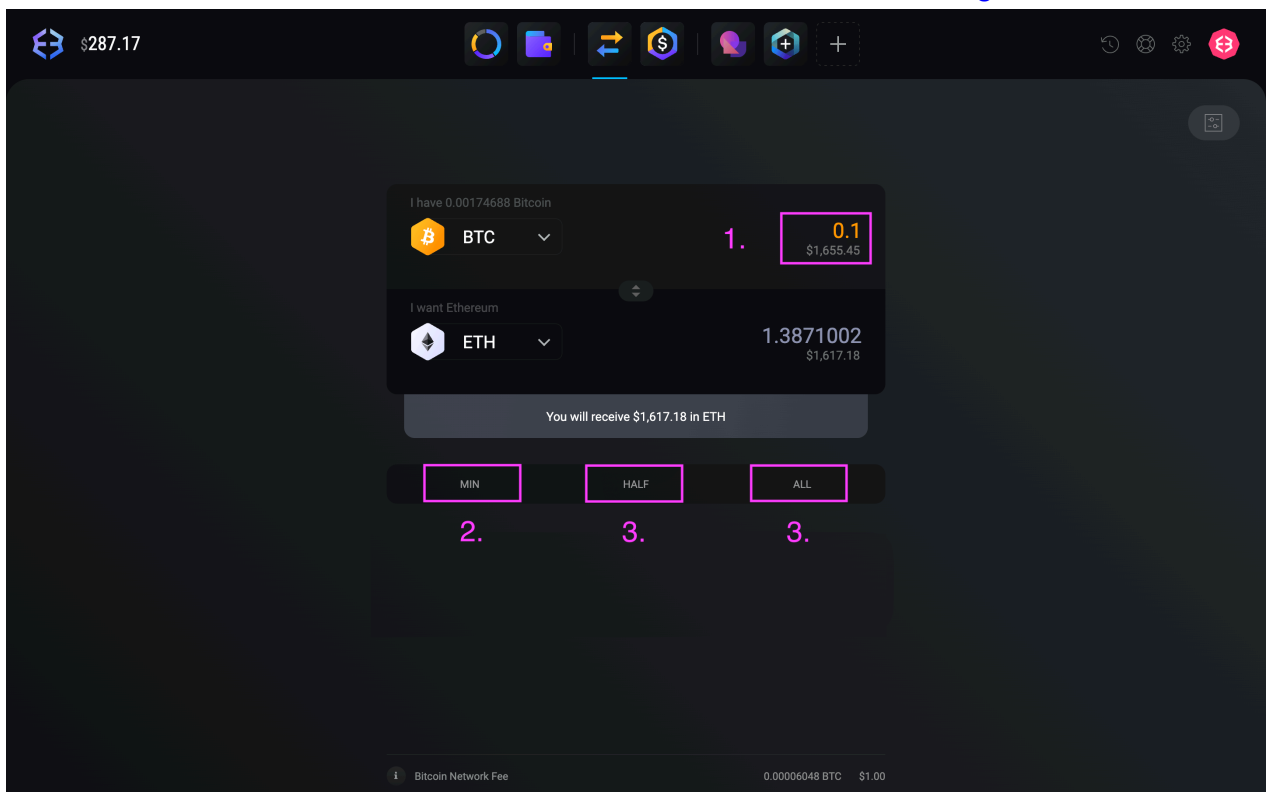 $287.17
I have 0.00174688 Bitcoin
BTC
1.
0.1
$1,655.45
I want Ethereum
ETH
1.3871002
$1,617.18
You will receive $1,617.18 in ETH
MIN
HALF
ALL
2.
3.
3.
i Bitcoin Network Fee 0.00006048 BTC $1.00